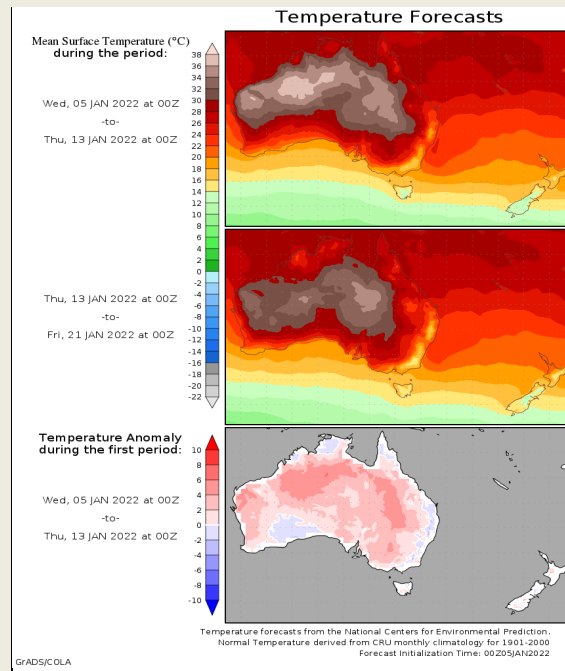 Temperature Forecasts
Mean Surface Temperature (°C)
during the period:
Wed, 05 JAN 2022 at 00Z
-to-
Thu, 13 JAN 2022 at 00Z
38
36
34
32
30
28
26
24
22
20
18
16
14
12
10
8
6
4
2
0
-2
-4
-6
-8
-10
-12
-14
-16
-18
-20
-22
Thu, 13 JAN 2022 at 00Z
-to-
Fri, 21 JAN 2022 at 00Z
Temperature Anomaly
during the first period:
Wed, 05 JAN 2022 at 00Z
-to-
Thu, 13 JAN 2022 at 00Z
10
8
6
4
2
0
-2
-4
-6
-8
-10
Temperature forecasts from the National Centers for Environmental Prediction.
Normal Temperature derived from CRU monthly climatology for 1901-2000
Forecast Initialization Time: 00Z05JAN2022
GrADS/COLA